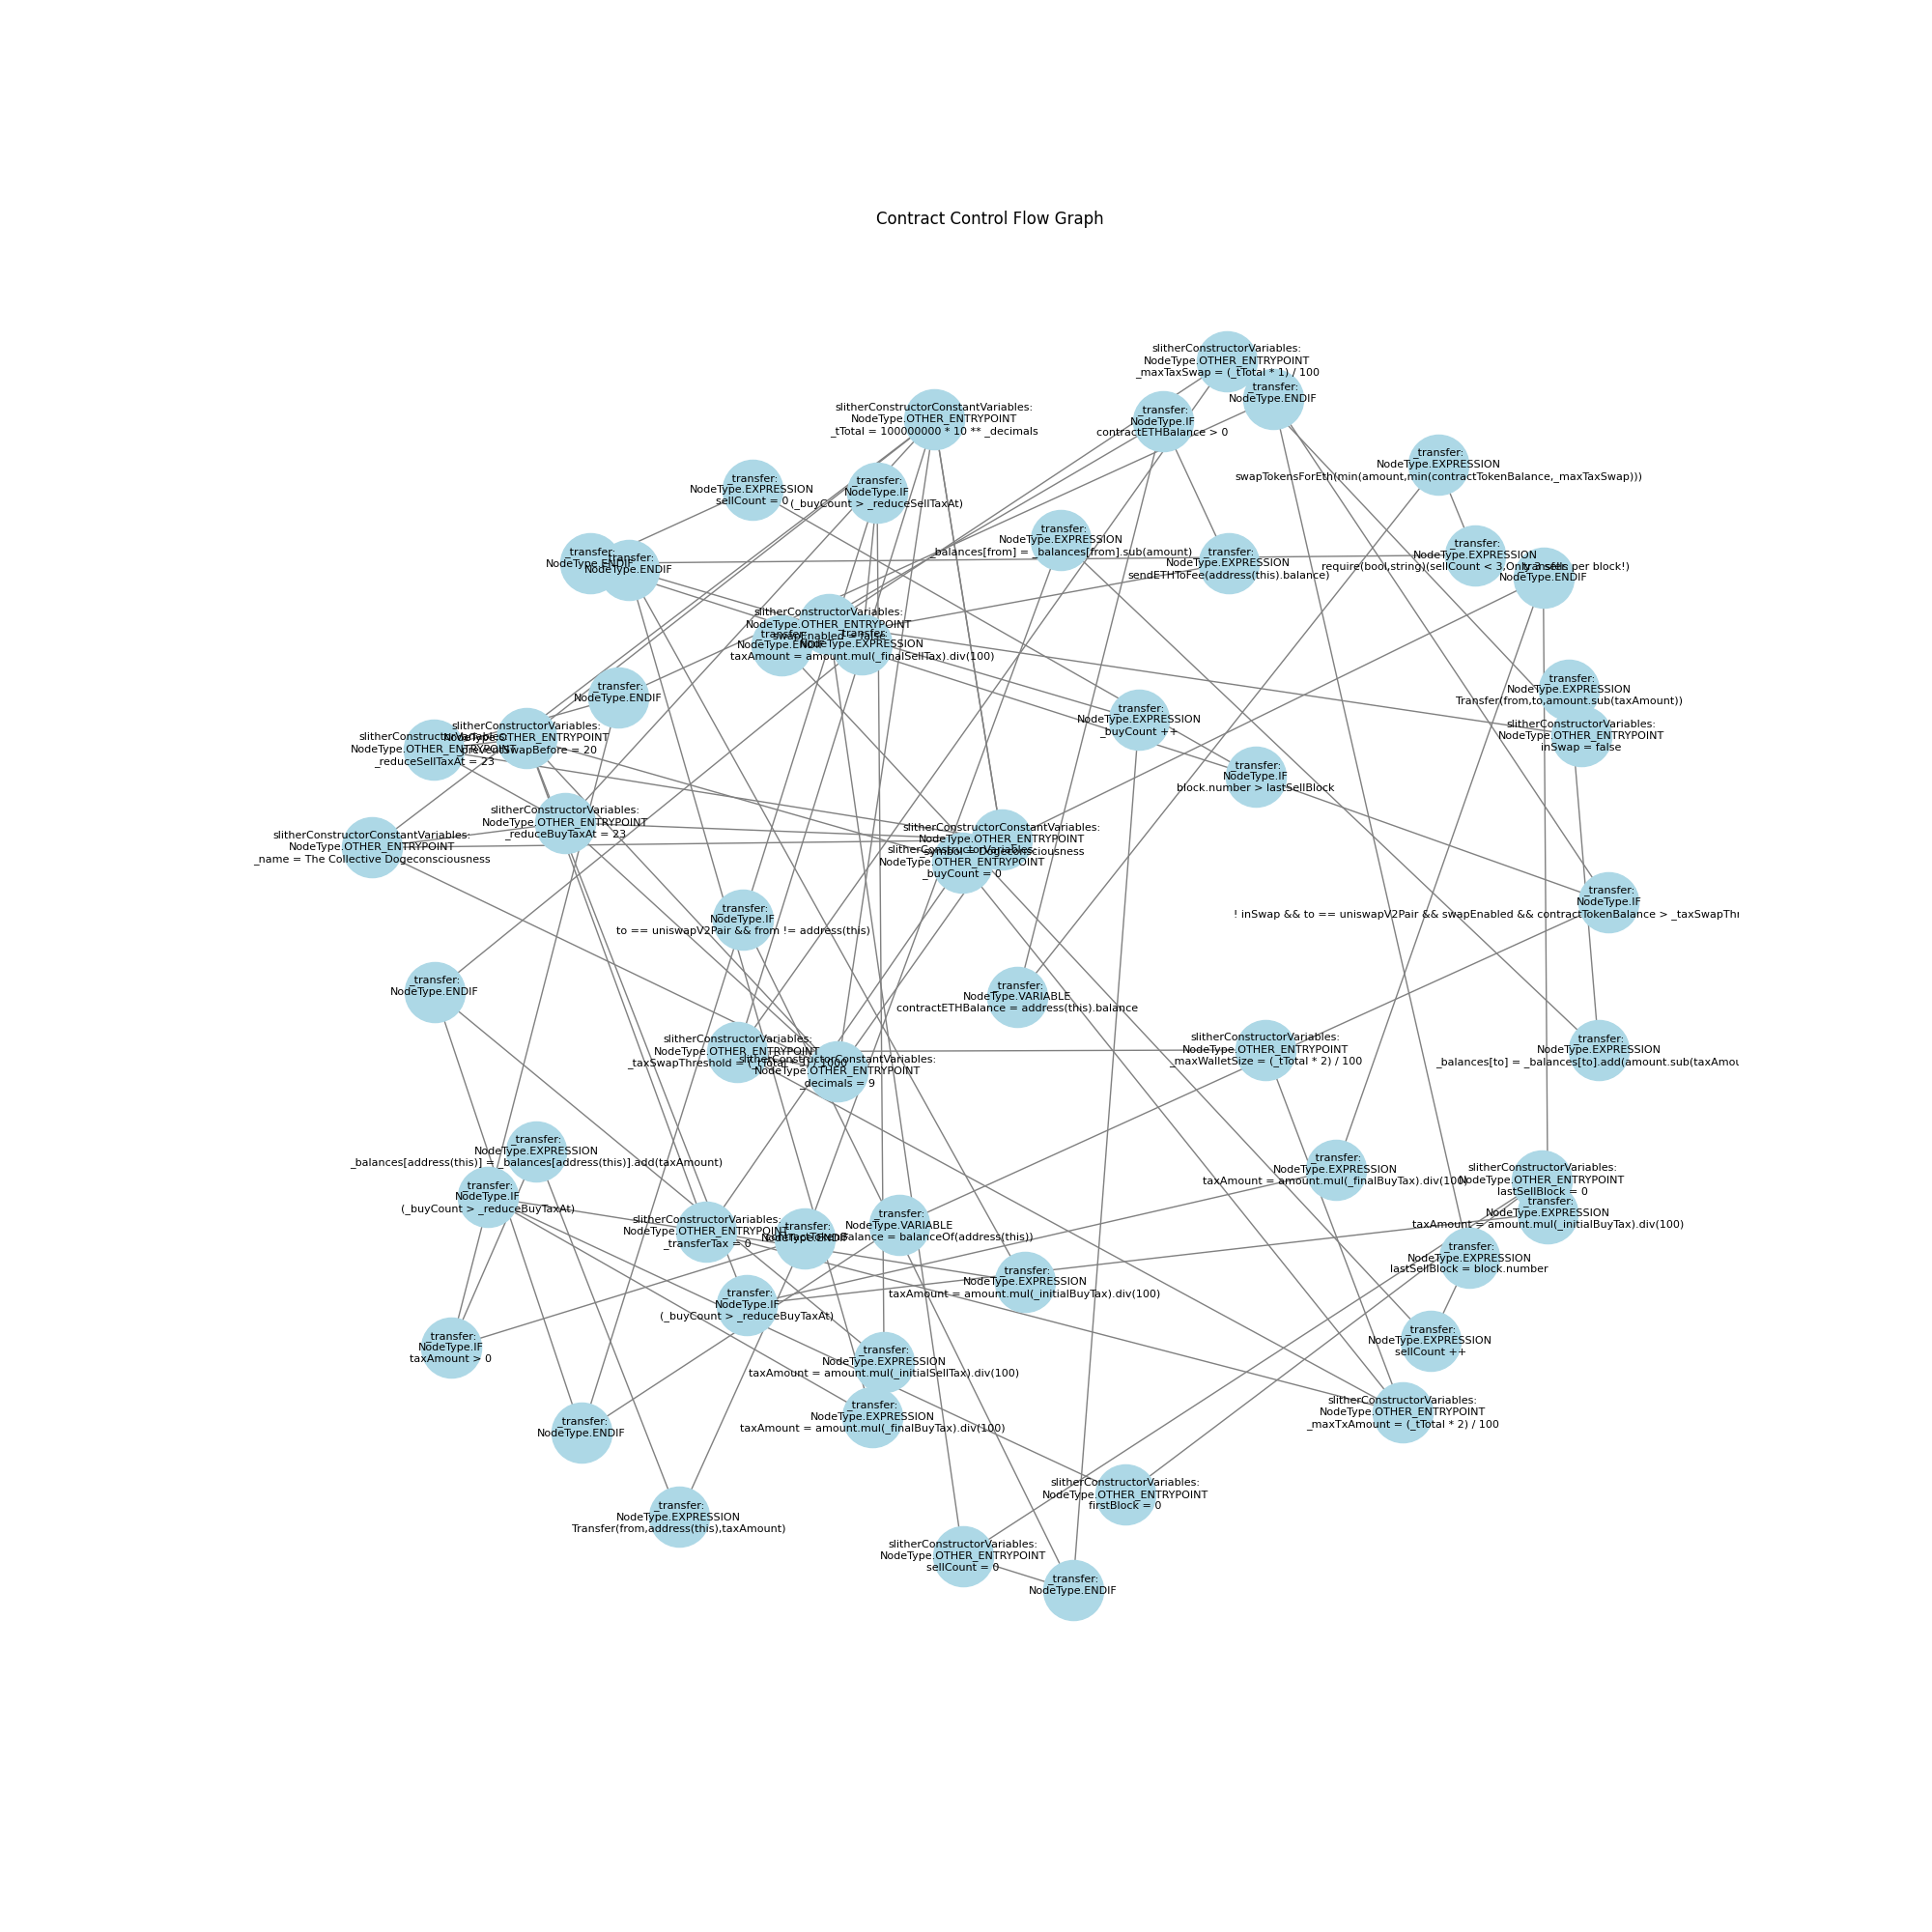 Contract Control Flow Graph
slitherConstructorVariables:
NodeType.OTHER_ENTRYPOINT
_maxTaxSwap = (_tTotal * 1) / 100
_transfer:
NodeType.ENDIF
slitherConstructorConstantVariables:
NodeType.OTHER_ENTRYPOINT
_tTotal = 100000000 * 10 ** _decimals
_transfer:
NodeType.IF
contractETHBalance > 0
_transfer:
NodeType.EXPRESSION
swapTokensForEth(min(amount,min(contractTokenBalance,_maxTaxSwap)))
_transfer:
NodeType.EXPRESSION
sellCount = 0
_transfer:
NodeType.IF
(_buyCount > _reduceSellTaxAt)
_transfer:
NodeType.EXPRESSION
_balances[from] = _balances[from].sub(amount)
_transfer:
NodeType.EXPRESSION
sendETHToFee(address(this).balance)
_transfer:
NodeType.EXPRESSION
require(bool,string)(sellCount < 3,Only 3 sells per block!)
_transfer:
NodeType.ENDIF
_transfer:
NodeType.ENDIF
_transfer:
NodeType.ENDIF
slitherConstructorVariables:
NodeType.OTHER_ENTRYPOINT
swapEnabled = false
_transfer:
NodeType.ENDIF
_transfer:
NodeType.EXPRESSION
taxAmount = amount.mul(_finalSellTax).div(100)
_transfer:
NodeType.ENDIF
_transfer:
NodeType.EXPRESSION
Transfer(from,to,amount.sub(taxAmount))
slitherConstructorVariables:
NodeType.OTHER_ENTRYPOINT
inSwap = false
_transfer:
NodeType.EXPRESSION
_buyCount ++
slitherConstructorVariables:
NodeType.OTHER_ENTRYPOINT
_preventSwapBefore = 20
slitherConstructorVariables:
NodeType.OTHER_ENTRYPOINT
_reduceSellTaxAt = 23
_transfer:
NodeType.IF
block.number > lastSellBlock
slitherConstructorVariables:
NodeType.OTHER_ENTRYPOINT
_reduceBuyTaxAt = 23
slitherConstructorConstantVariables:
NodeType.OTHER_ENTRYPOINT
_name = The Collective Dogeconsciousness
slitherConstructorConstantVariables:
NodeType.OTHER_ENTRYPOINT
_symbol = Dogeconsciousness
slitherConstructorVariables:
NodeType.OTHER_ENTRYPOINT
_buyCount = 0
_transfer:
NodeType.IF
! inSwap && to == uniswapV2Pair && swapEnabled && contractTokenBalance > _taxSwapThr
_transfer:
NodeType.IF
to == uniswapV2Pair && from != address(this)
_transfer:
NodeType.ENDIF
_transfer:
NodeType.VARIABLE
contractETHBalance = address(this).balance
slitherConstructorVariables:
NodeType.OTHER_ENTRYPOINT
_taxSwapThreshold = (_tTotal * 3) / 1000
slitherConstructorConstantVariables:
NodeType.OTHER_ENTRYPOINT
_decimals = 9
slitherConstructorVariables:
NodeType.OTHER_ENTRYPOINT
_maxWalletSize = (_tTotal * 2) / 100
_transfer:
NodeType.EXPRESSION
_balances[to] = _balances[to].add(amount.sub(taxAmou
_transfer:
NodeType.EXPRESSION
_balances[address(this)] = _balances[address(this)].add(taxAmount)
_transfer:
NodeType.IF
(_buyCount > _reduceBuyTaxAt)
_transfer:
NodeType.EXPRESSION
taxAmount = amount.mul(_finalBuyTax).div(100)
slitherConstructorVariables:
NodeType.OTHER_ENTRYPOINT
lastSellBlock = 0
_transfer:
NodeType.EXPRESSION
taxAmount = amount.mul(_initialBuyTax).div(100)
slitherConstructorVariables:
NodeType.OTHER_ENTRYPOINT
_transferTax = 0
_transfer:
NodeType.ENDIF
_transfer:
NodeType.VARIABLE
contractTokenBalance = balanceOf(address(this))
_transfer:
NodeType.EXPRESSION
lastSellBlock = block.number
_transfer:
NodeType.EXPRESSION
taxAmount = amount.mul(_initialBuyTax).div(100)
_transfer:
NodeType.IF
(_buyCount > _reduceBuyTaxAt)
_transfer:
NodeType.IF
taxAmount > 0
_transfer:
NodeType.EXPRESSION
sellCount ++
_transfer:
NodeType.EXPRESSION
taxAmount = amount.mul(_initialSellTax).div(100)
_transfer:
NodeType.EXPRESSION
taxAmount = amount.mul(_finalBuyTax).div(100)
slitherConstructorVariables:
NodeType.OTHER_ENTRYPOINT
_maxTxAmount = (_tTotal * 2) / 100
_transfer:
NodeType.ENDIF
slitherConstructorVariables:
NodeType.OTHER_ENTRYPOINT
firstBlock = 0
_transfer:
NodeType.EXPRESSION
Transfer(from,address(this),taxAmount)
slitherConstructorVariables:
NodeType.OTHER_ENTRYPOINT
sellCount = 0
_transfer:
NodeType.ENDIF